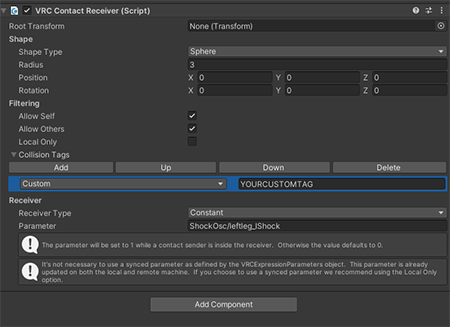 VRC Contact Receiver (Script)
Root Transform None (Transform)
Shape
Shape Type Sphere
Radius 3
Position X 0 Y 0 Z 0
Rotation X 0 Y 0 Z 0
Filtering
Allow Self
Allow Others
Local Only
Collision Tags
Add Up Down Delete
Custom YOURCUSTOMTAG
Receiver
Receiver Type Constant
Parameter ShockOsc/leftleg_IShock
The parameter will be set to 1 while a contact sender is inside the receiver. Otherwise the value defaults to 0.
It's not necessary to use a synced parameter as defined by the VRCExpressionParameters object. This parameter is already
updated on both the local and remote machine. If you choose to use a synced parameter we recommend using the Local Only
option.
Add Component